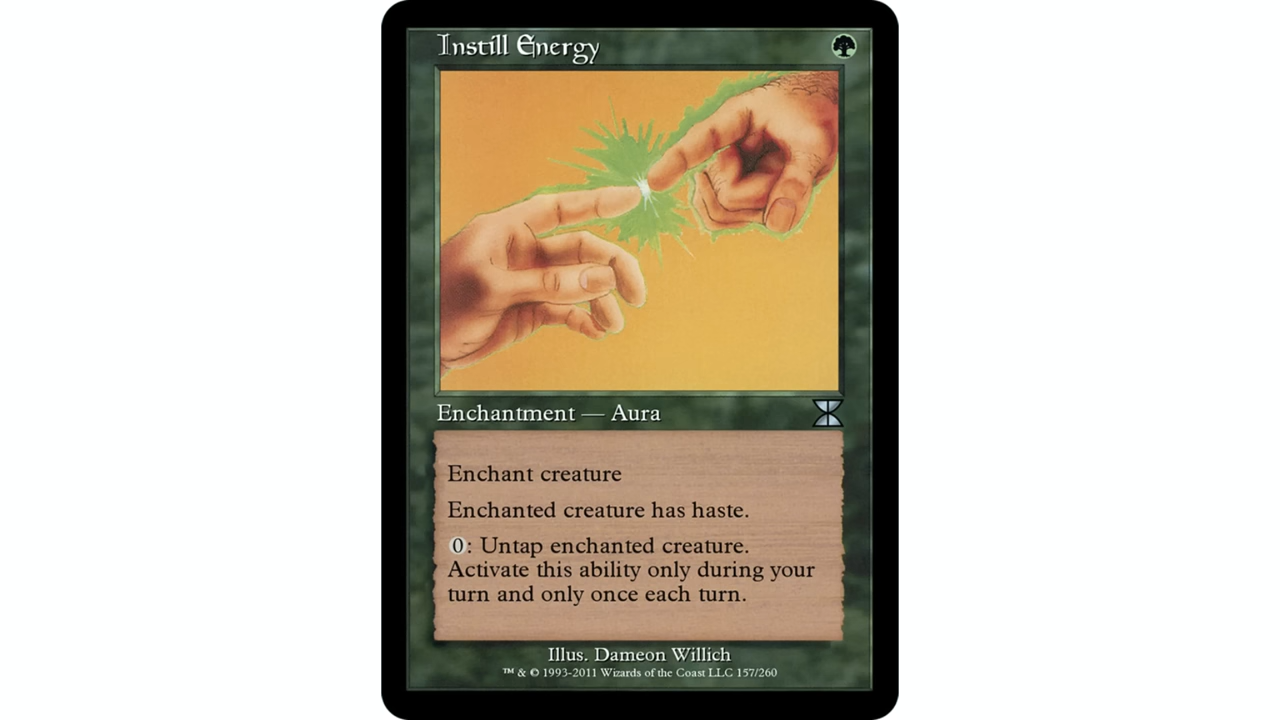 Instill Energy
Enchantment — Aura
Enchant creature
Enchanted creature has haste.
0: Untap enchanted creature.
Activate this ability only during your
turn and only once each turn.
Illus. Dameon Willich
™ & © 1993-2011 Wizards of the Coast LLC 157/260